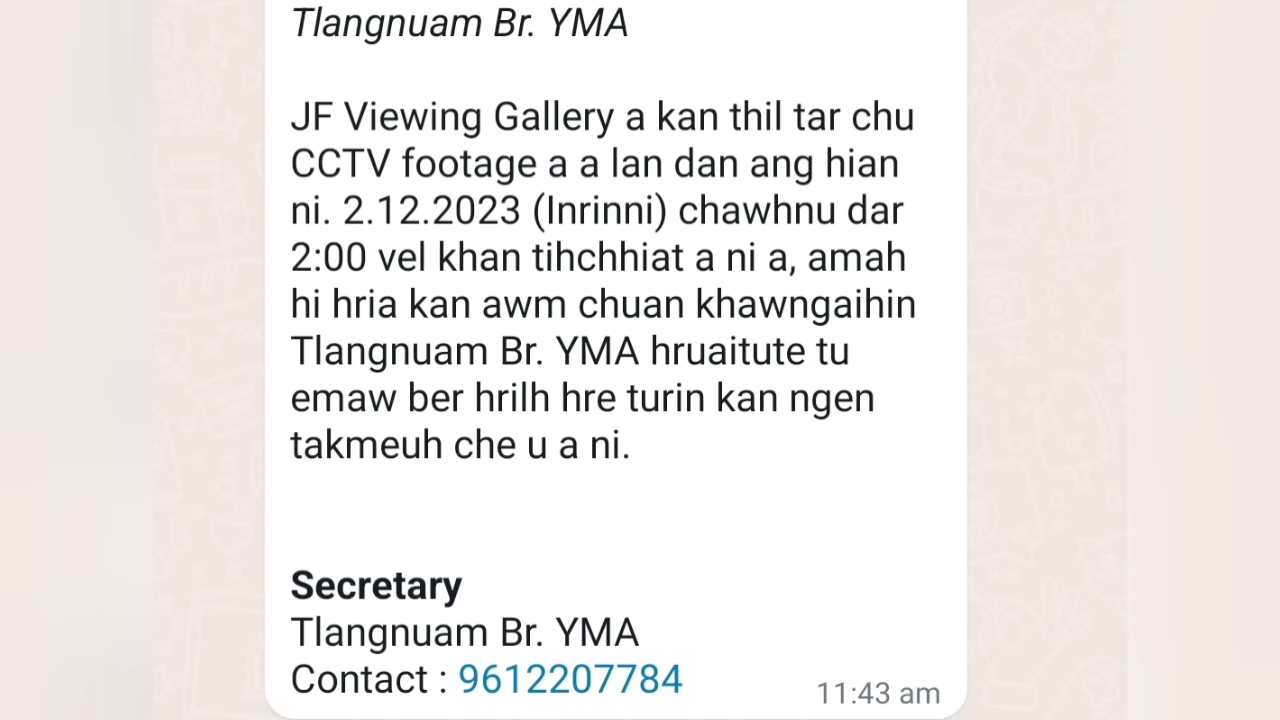 Tlangnuam Br. YMA
JF Viewing Gallery a kan thil tar chu
CCTV footage a a lan dan ang hian
ni. 2.12.2023 (Inrinni) chawhnu dar
2:00 vel khan tihchhiat a ni a, amah
hi hria kan awm chuan khawngaihin
Tlangnuam Br. YMA hruaitute tu
emaw ber hrilh hre turin kan ngen
takmeuh che u a ni.
Secretary
Tlangnuam Br. YMA
Contact : 9612207784
11:43 am